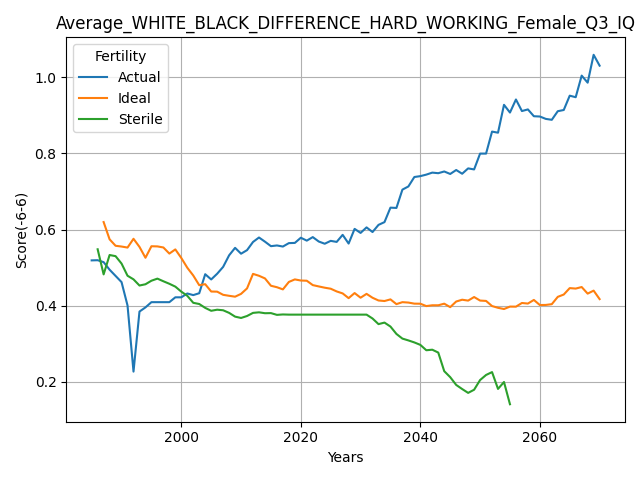 Average_WHITE_BLACK_DIFFERENCE_HARD_WORKING_Female_Q3_IQ
Fertility
Actual
Ideal
Sterile
Score(-6-6)
1.0
0.8
0.6
0.4
0.2
2000
2020
2040
2060
Years